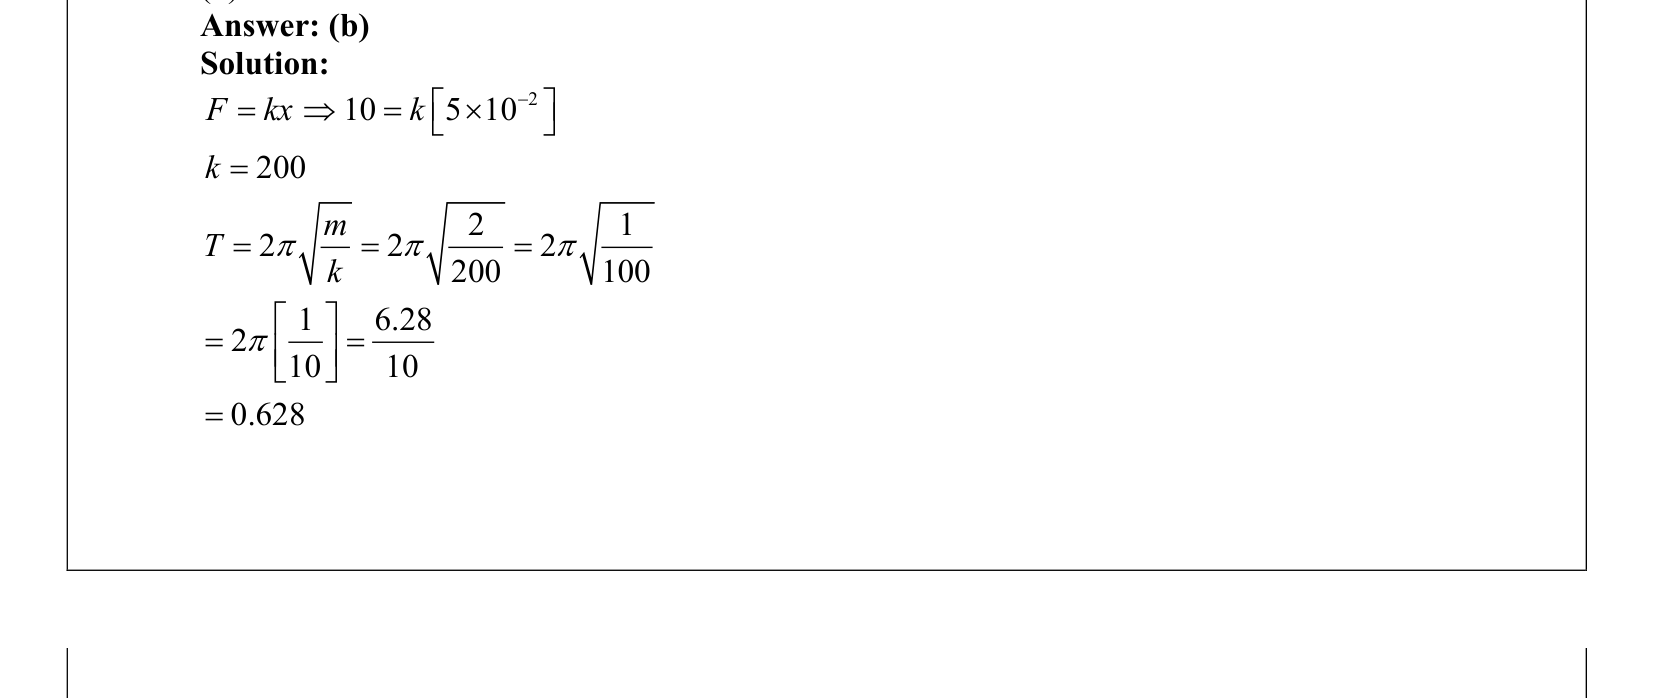 Answer: (b)
Solution:
F = kx ⇒ 10 = k[5×10⁻²]
k = 200
T = 2π√(m/k) = 2π√(2/200) = 2π√(1/100)
= 2π[1/10] = 6.28/10
= 0.628